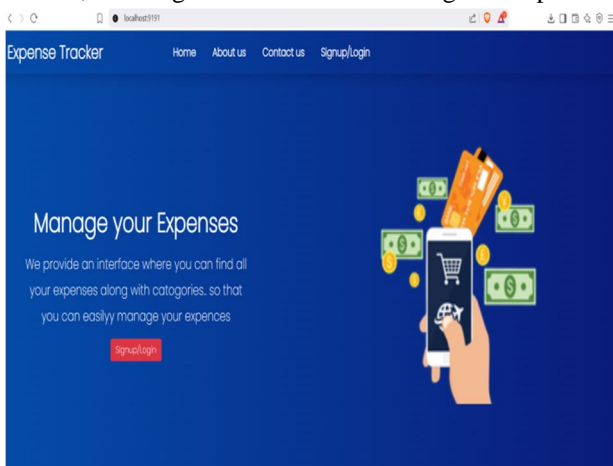 localhost:9191
Expense Tracker Home About us Contact us Signup/Login
Manage your Expenses
We provide an interface where you can find all
your expenses along with catogories.. so that
you can easilyy manage your expences
Signup/Login